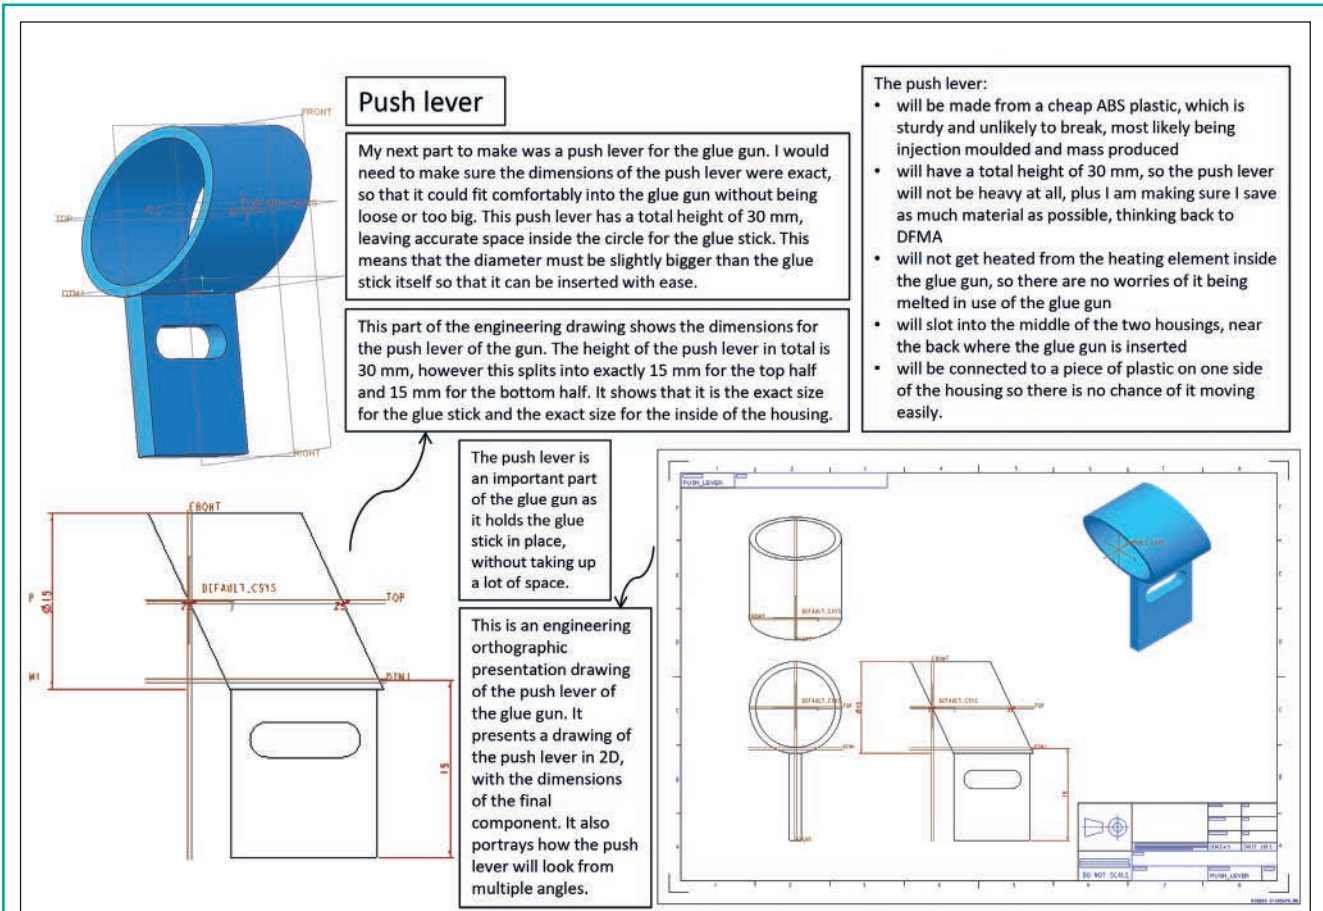 Push lever
My next part to make was a push lever for the glue gun. I would
need to make sure the dimensions of the push lever were exact,
so that it could fit comfortably into the glue gun without being
loose or too big. This push lever has a total height of 30 mm,
leaving accurate space inside the circle for the glue stick. This
means that the diameter must be slightly bigger than the glue
stick itself so that it can be inserted with ease.
This part of the engineering drawing shows the dimensions for
the push lever of the gun. The height of the push lever in total is
30 mm, however this splits into exactly 15 mm for the top half
and 15 mm for the bottom half. It shows that it is the exact size
for the glue stick and the exact size for the inside of the housing.
The push lever:
• will be made from a cheap ABS plastic, which is
sturdy and unlikely to break, most likely being
injection moulded and mass produced
• will have a total height of 30 mm, so the push lever
will not be heavy at all, plus I am making sure I save
as much material as possible, thinking back to
DFMA
• will not get heated from the heating element inside
the glue gun, so there are no worries of it being
melted in use of the glue gun
• will slot into the middle of the two housings, near
the back where the glue gun is inserted
• will be connected to a piece of plastic on one side
of the housing so there is no chance of it moving
easily.
The push lever is
an important part
of the glue gun as
it holds the glue
stick in place,
without taking up
a lot of space.
This is an engineering
orthographic
presentation drawing
of the push lever of
the glue gun. It
presents a drawing of
the push lever in 2D,
with the dimensions
of the final
component. It also
portrays how the push
lever will look from
multiple angles.
FRONT
TOP
DTM1
RIGHT
FRONT
DEFAULT_CSYS
TOP
Ø15
DTM1
15
PUSH_LEVER
1 2 3 4 5 6 7 8
DEFAULT_CSYS
DEFAULT_CSYS
TOP
FRONT
DEFAULT_CSYS
TOP
15
DO NOT SCALE
PUSH_LEVER